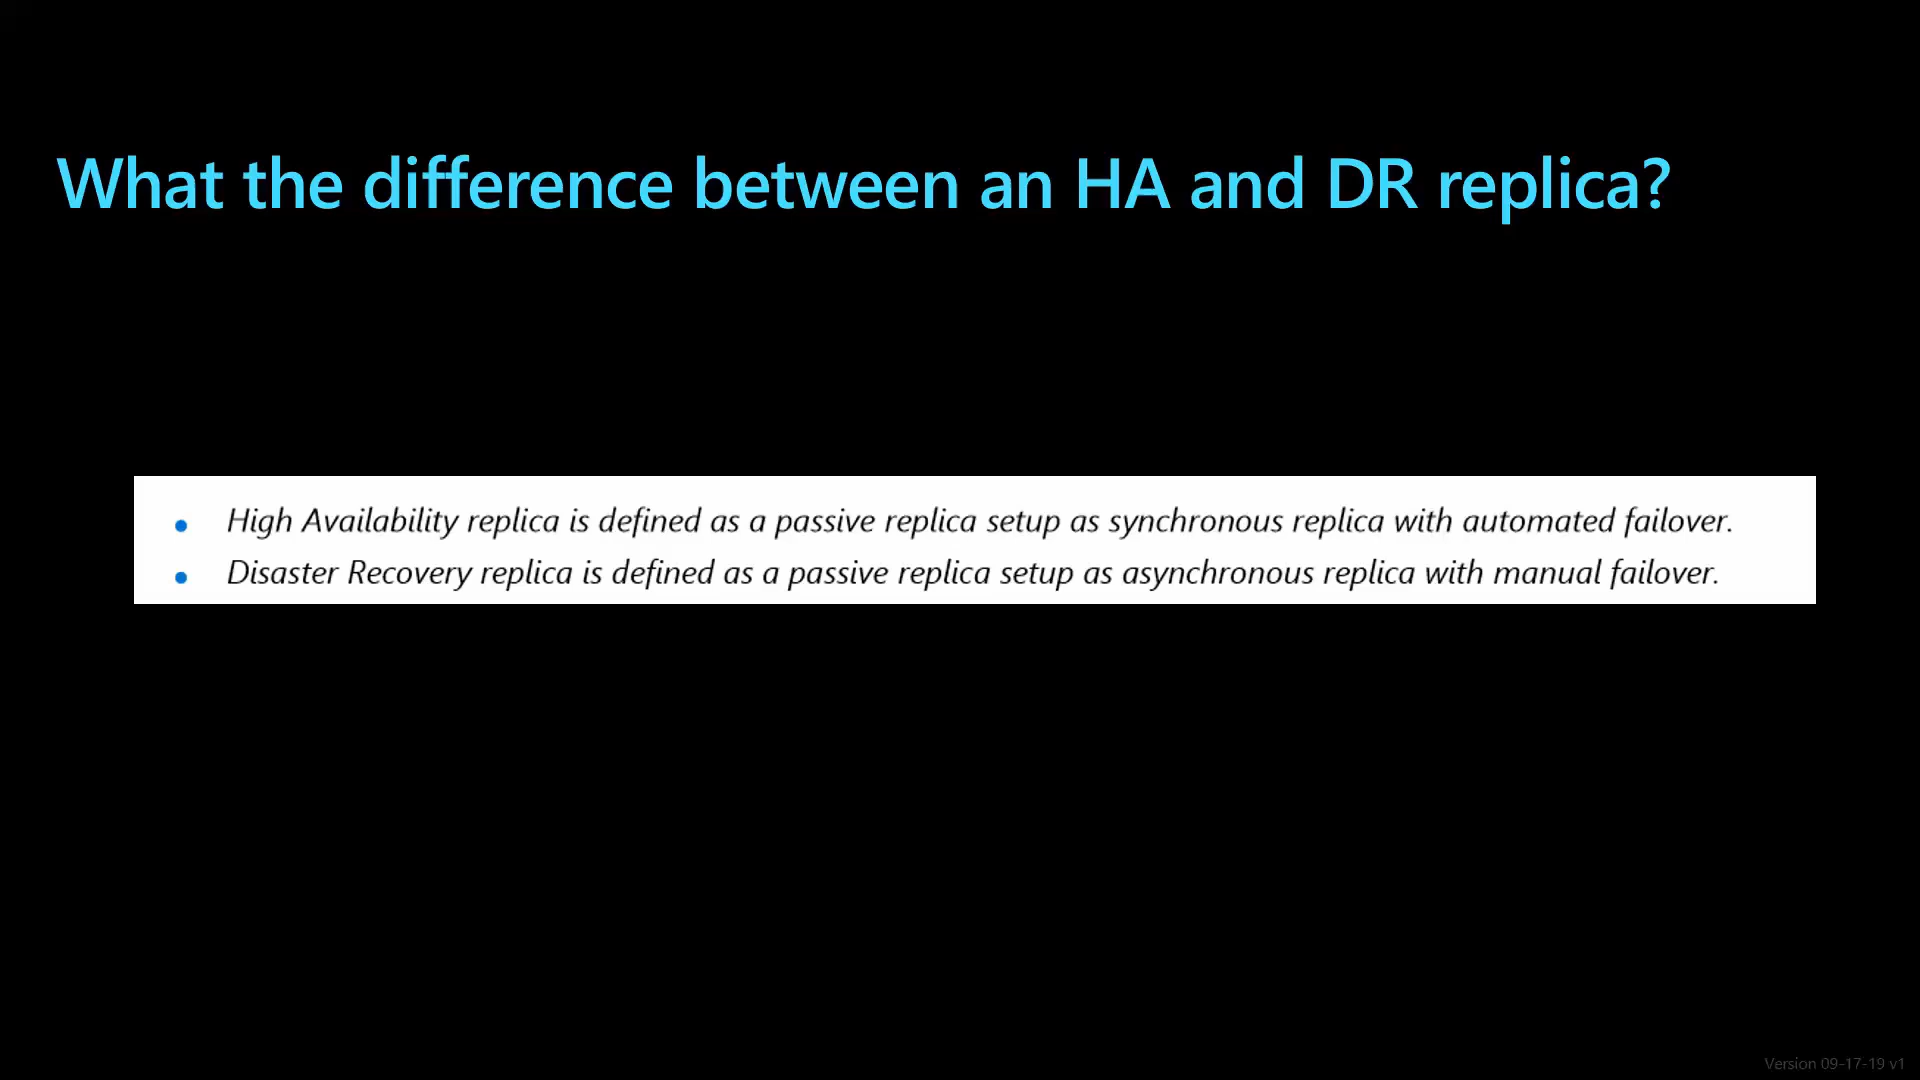 What the difference between an HA and DR replica?
• High Availability replica is defined as a passive replica setup as synchronous replica with automated failover.
• Disaster Recovery replica is defined as a passive replica setup as asynchronous replica with manual failover.
Version 09-17-19 v1